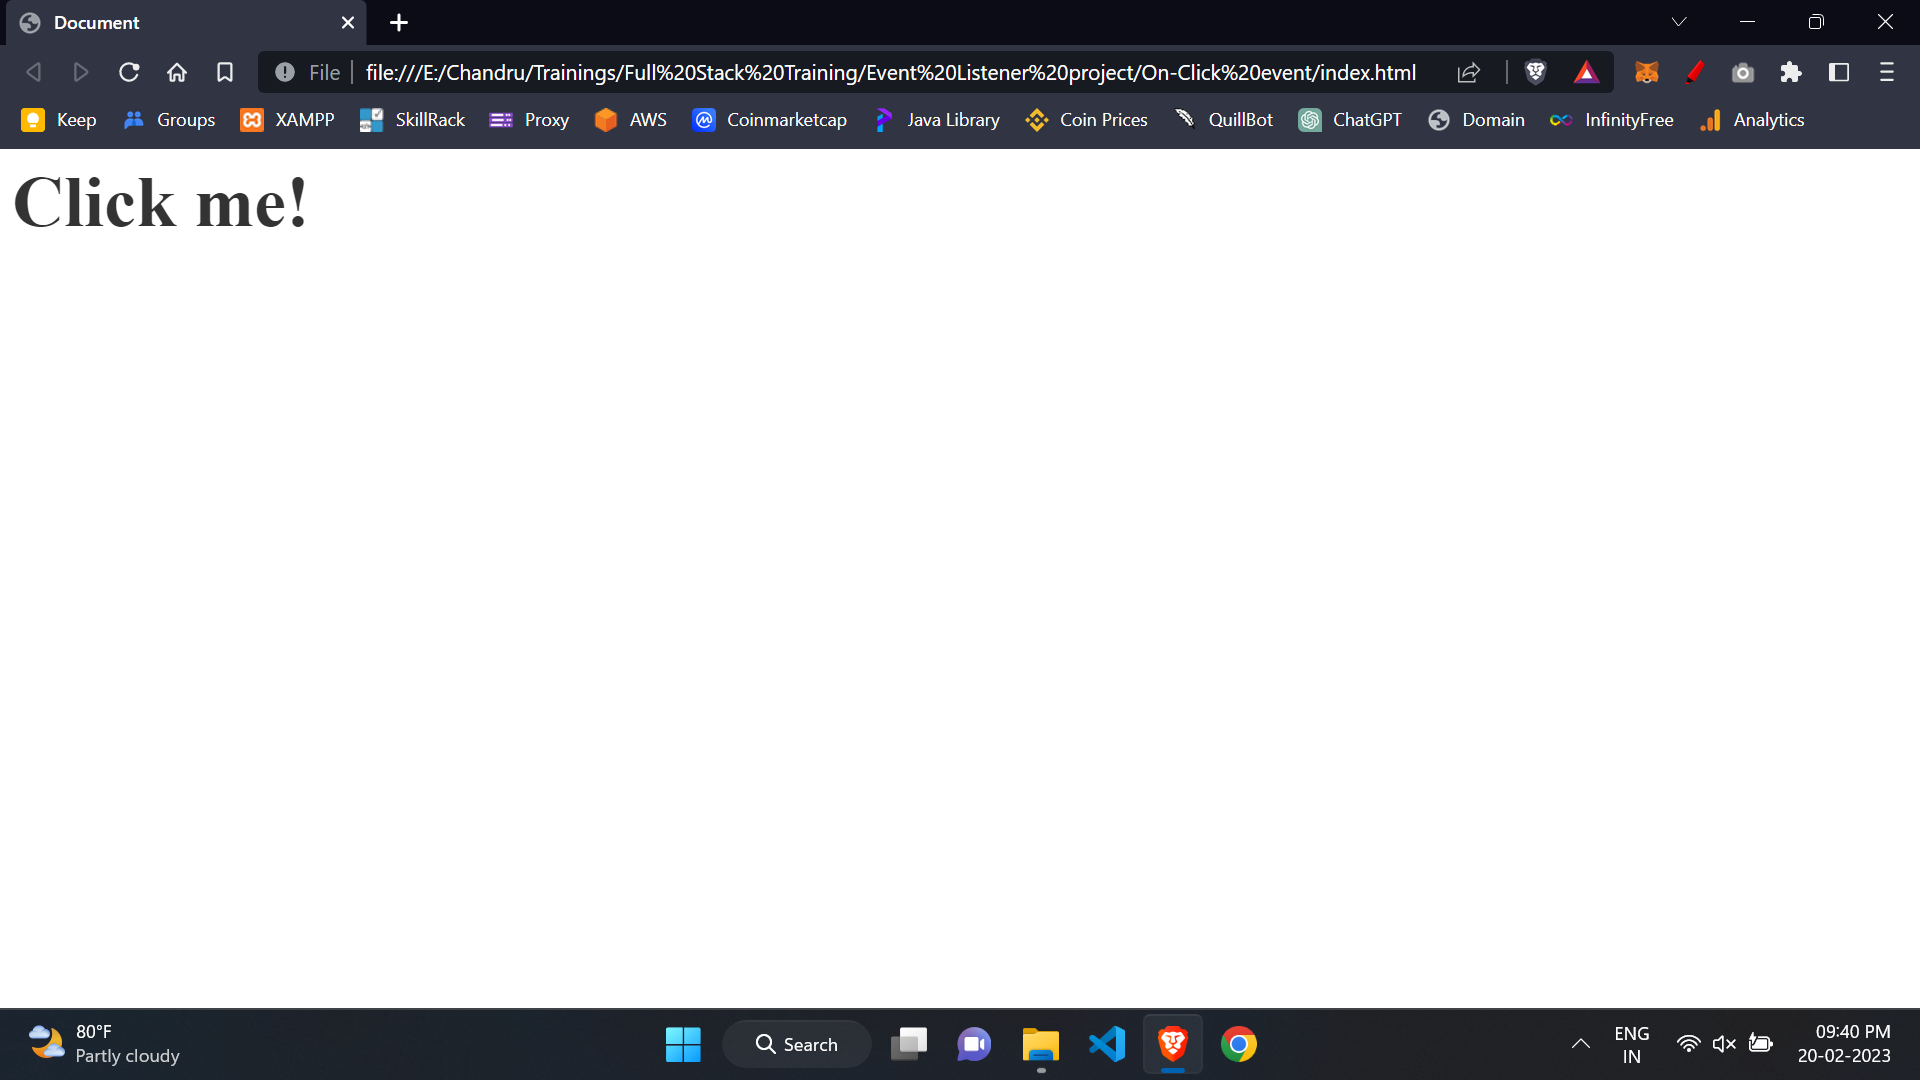 Document
File file:///E:/Chandru/Trainings/Full%20Stack%20Training/Event%20Listener%20project/On-Click%20event/index.html
Keep Groups XAMPP SkillRack Proxy AWS Coinmarketcap Java Library Coin Prices QuillBot ChatGPT Domain InfinityFree Analytics
Click me!
80°F
Partly cloudy
Search
ENG
IN
09:40 PM
20-02-2023